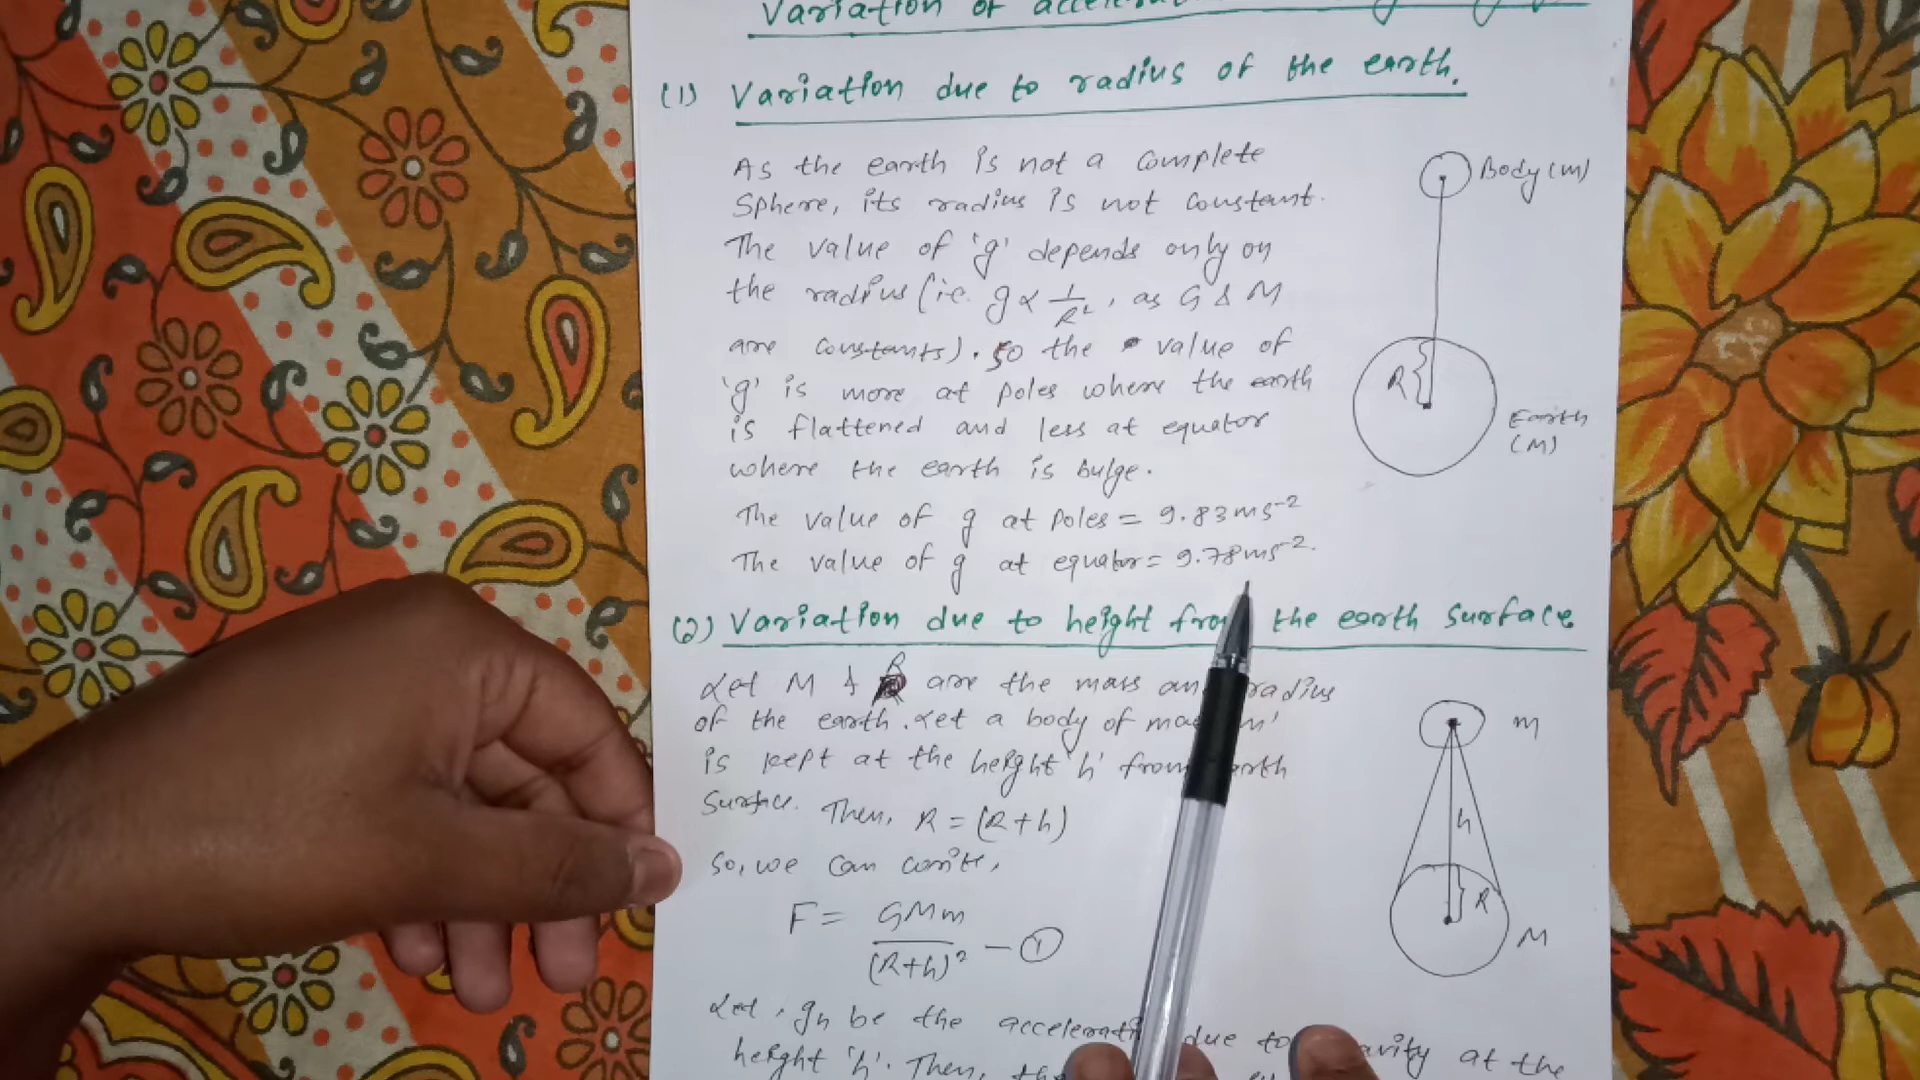 Variation of
(1) Variation due to radius of the earth.
As the earth is not a complete
Sphere, its radius is not constant.
The value of 'g' depends only on
the radius (i.e. g ∝ 1/R², as G & M
are constants). So the value of
'g' is more at poles where the earth
is flattened and less at equator
where the earth is bulge.
The value of g at Poles = 9.83ms⁻²
The value of g at equator = 9.78ms⁻².
Body (m)
R
Earth
(M)
(2) Variation due to height from the earth surface
Let M & R are the mass an radius
of the earth. Let a body of ma m'
is kept at the height 'h' from earth
Surface. Then, R = (R+h)
So, we can write,
F = GMm/(R+h)² — ①
m
h
R
M
Let, gh be the accelerati due to gravity at the
height 'h'. Then,